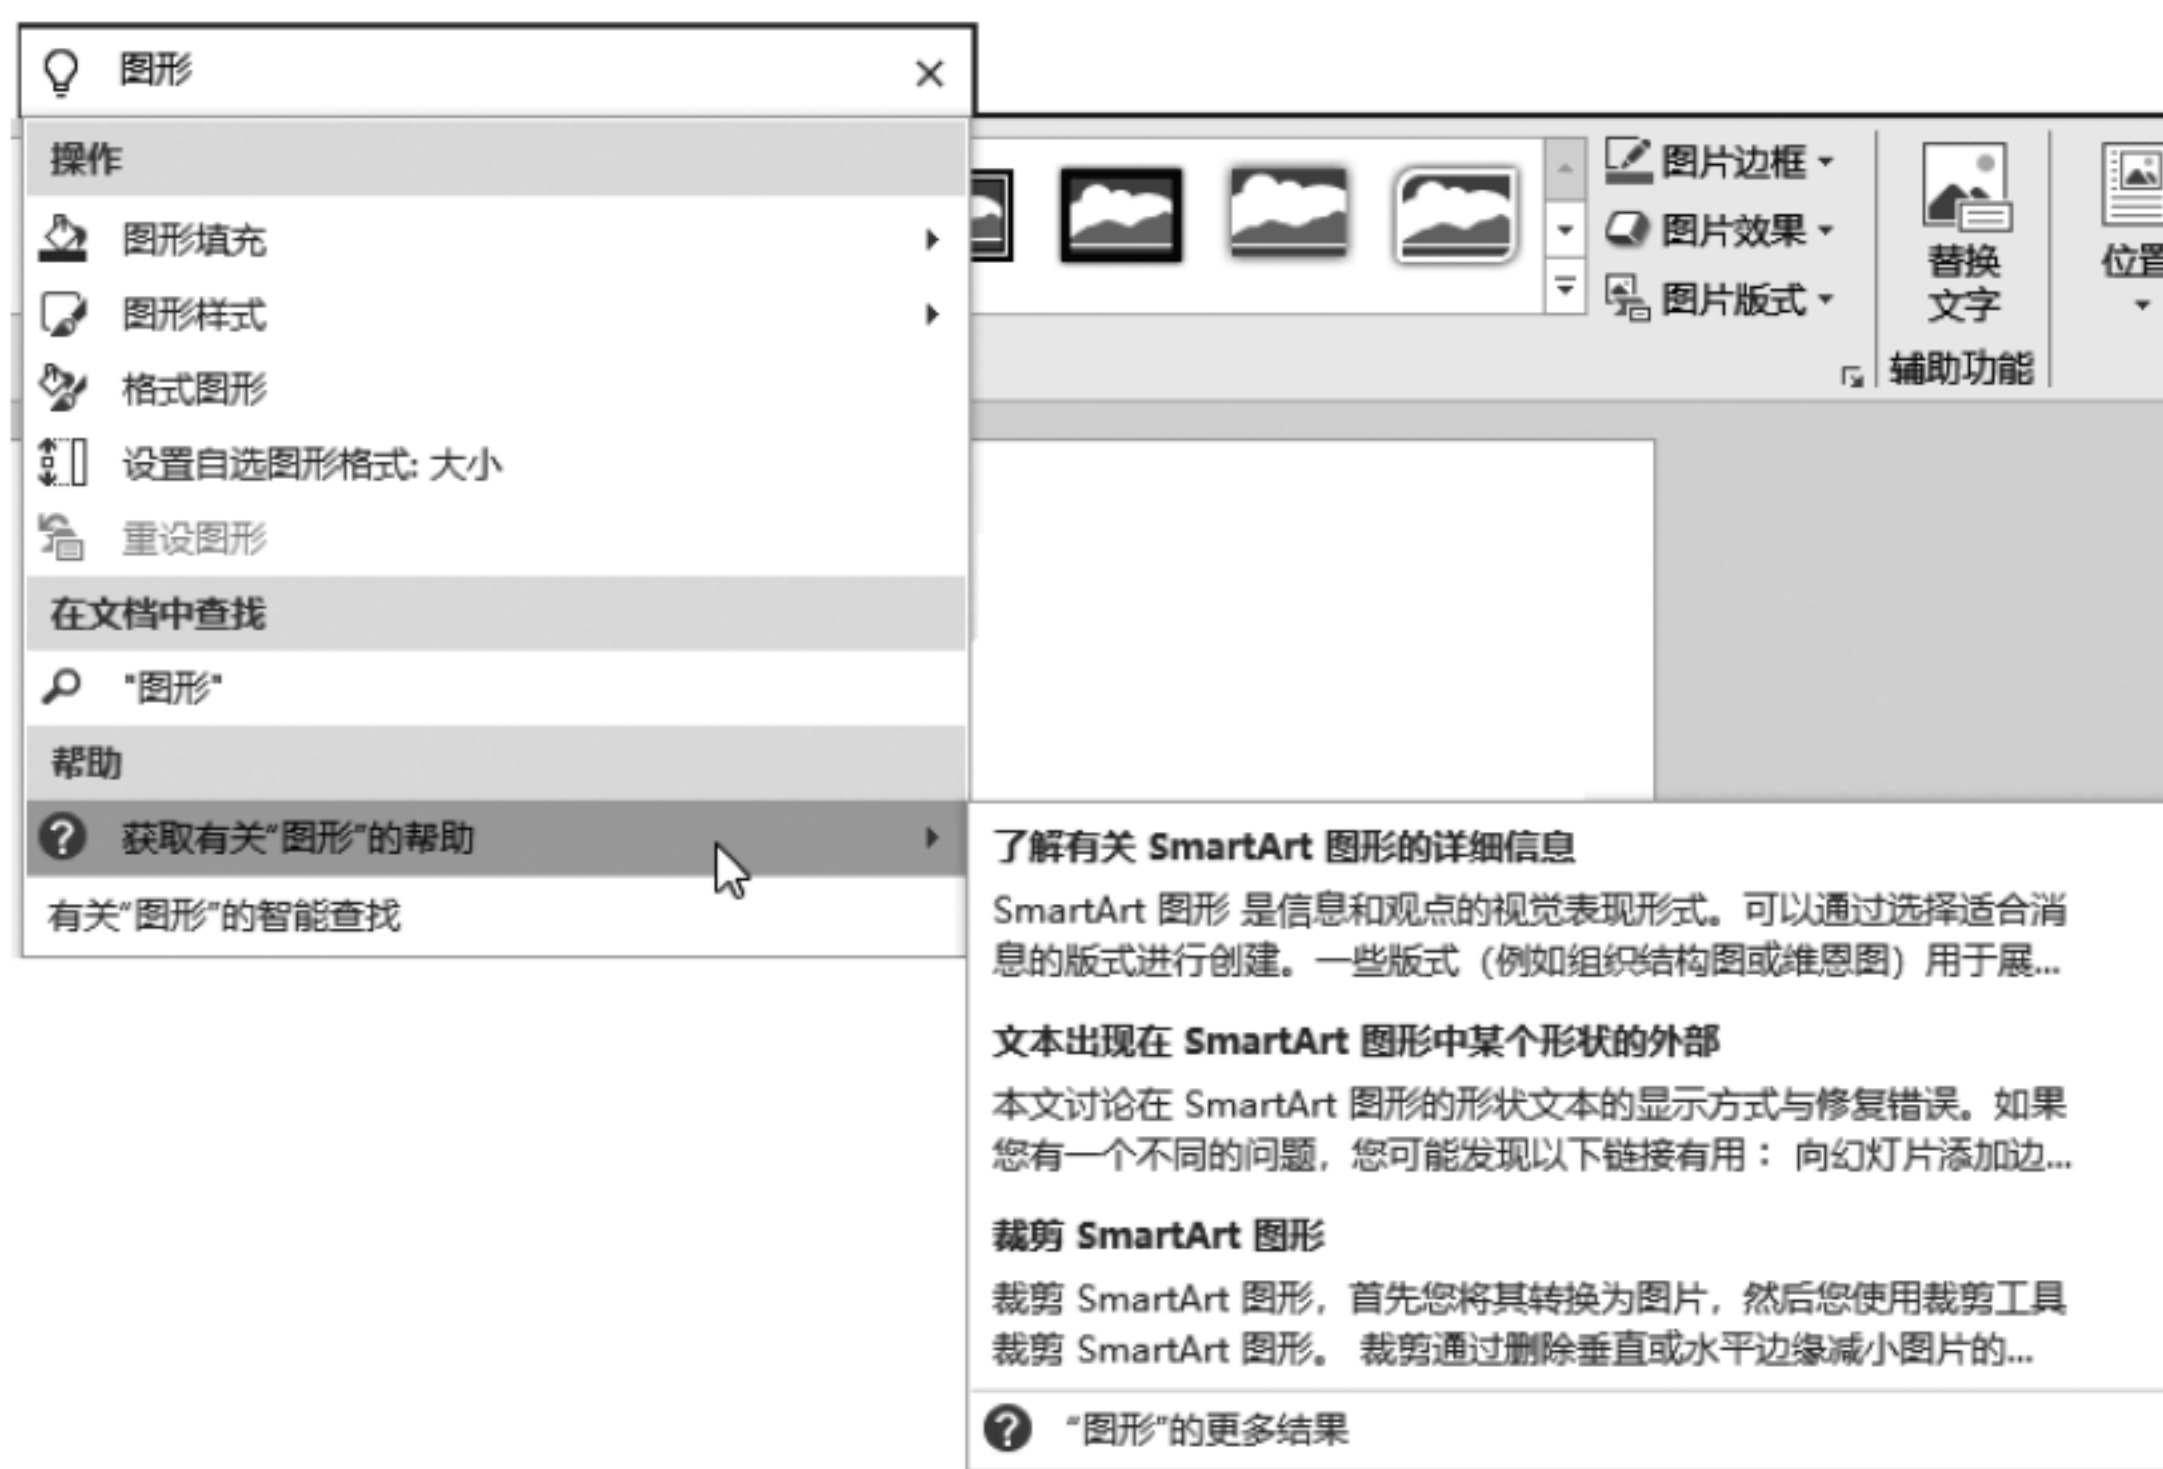 图形
操作
图形填充
图形样式
格式图形
设置自选图形格式: 大小
重设图形
在文档中查找
"图形"
帮助
获取有关“图形”的帮助
有关“图形”的智能查找
图片边框
图片效果
图片版式
替换
文字
辅助功能
位置
了解有关 SmartArt 图形的详细信息
SmartArt 图形 是信息和观点的视觉表现形式。可以通过选择适合消
息的版式进行创建。一些版式（例如组织结构图或维恩图）用于展...
文本出现在 SmartArt 图形中某个形状的外部
本文讨论在 SmartArt 图形的形状文本的显示方式与修复错误。如果
您有一个不同的问题，您可能发现以下链接有用： 向幻灯片添加边...
裁剪 SmartArt 图形
裁剪 SmartArt 图形，首先您将其转换为图片，然后您使用裁剪工具
裁剪 SmartArt 图形。 裁剪通过删除垂直或水平边缘减小图片的...
“图形”的更多结果